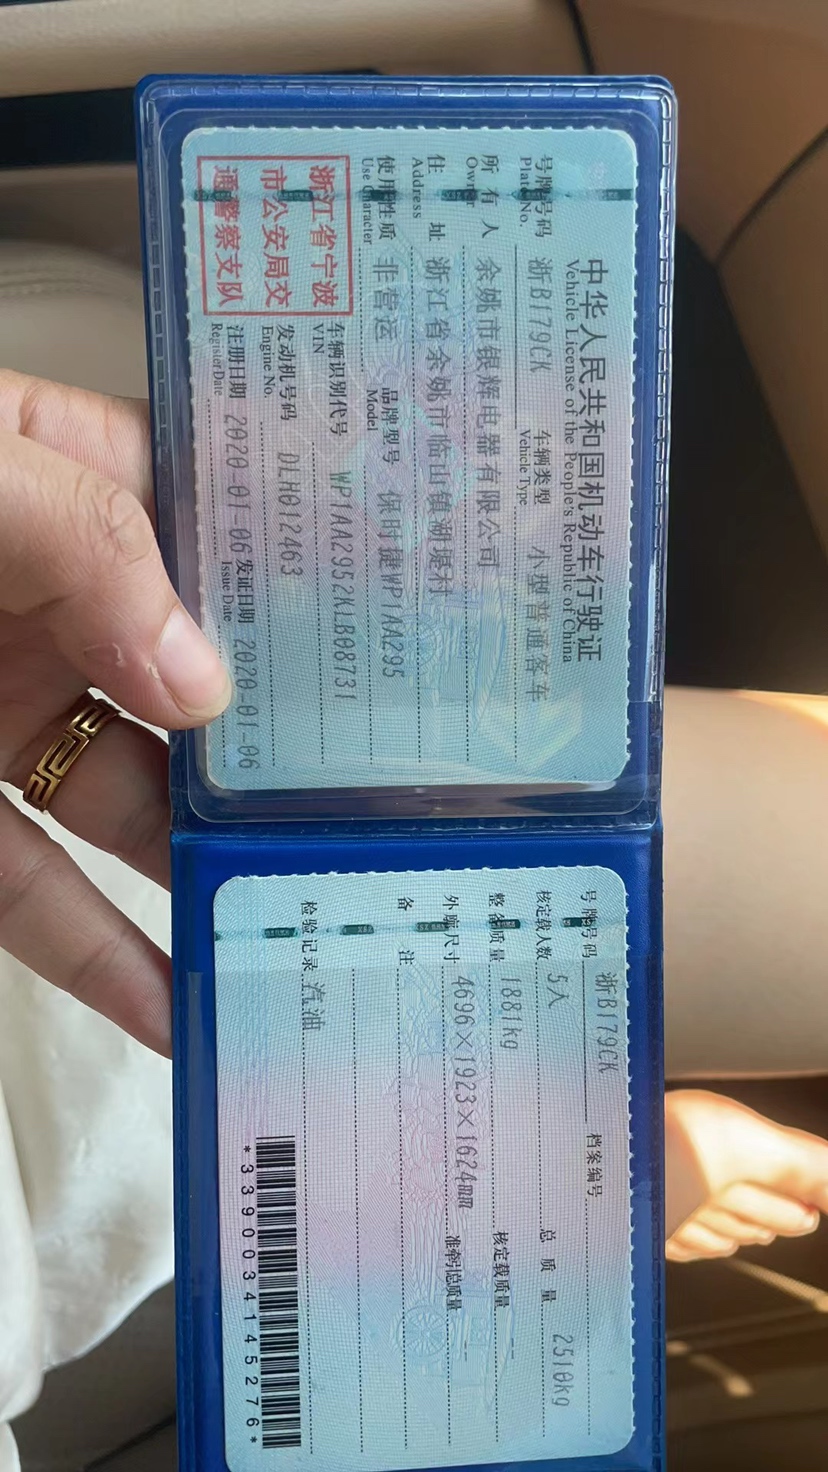 中华人民共和国机动车行驶证
Vehicle License of the People's Republic of China
号牌号码 浙B179CK 车辆类型 小型普通客车
Plate No. Vehicle Type
所有人 余姚市银辉电器有限公司
Owner
住址 浙江省余姚市临山镇湖堤村
Address
使用性质 非营运 品牌型号 保时捷WP1AA295
Use Character Model
浙江省宁波
市公安局交
通警察支队
车辆识别代号 WP1AA2952KLB08731
VIN
发动机号码 DLH012463
Engine No.
注册日期 2020-01-06 发证日期 2020-01-06
Register Date Issue Date
号牌号码 浙B179CK 档案编号
核定载人数 5人 总质量 2510kg
整备质量 1881kg 核定载质量 --
外廓尺寸 4696×1923×1624mm 准牵引总质量 --
备注
检验记录 汽油
*3390034145276*